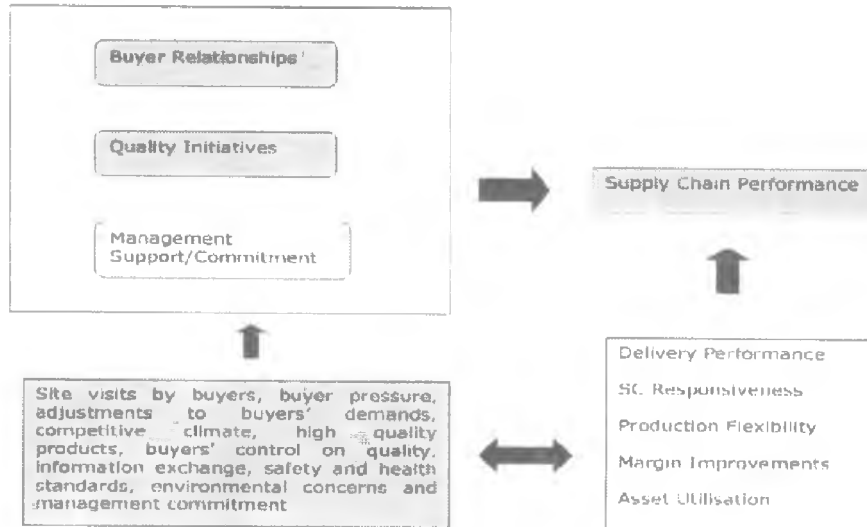 Buyer Relationships
Quality Initiatives
Management
Support/Commitment
Supply Chain Performance
Site visits by buyers, buyer pressure,
adjustments to buyers' demands,
competitive climate, high quality
products, buyers' control on quality.
information exchange, safety and health
standards, environmental concerns and
management commitment
Delivery Performance
SC Responsiveness
Production Flexibility
Margin Improvements
Asset Utilisation